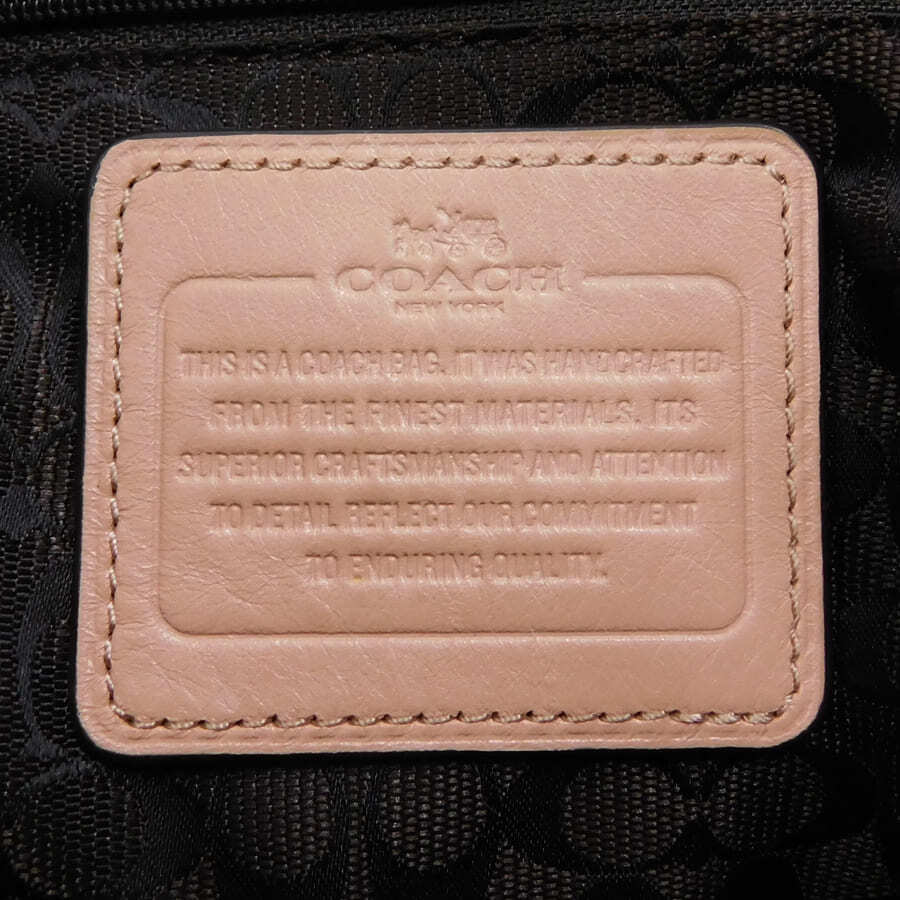 COACH
NEW YORK
THIS IS A COACH BAG. IT WAS HANDCRAFTED
FROM THE FINEST MATERIALS. ITS
SUPERIOR CRAFTSMANSHIP AND ATTENTION
TO DETAIL REFLECT OUR COMMITMENT
TO ENDURING QUALITY.